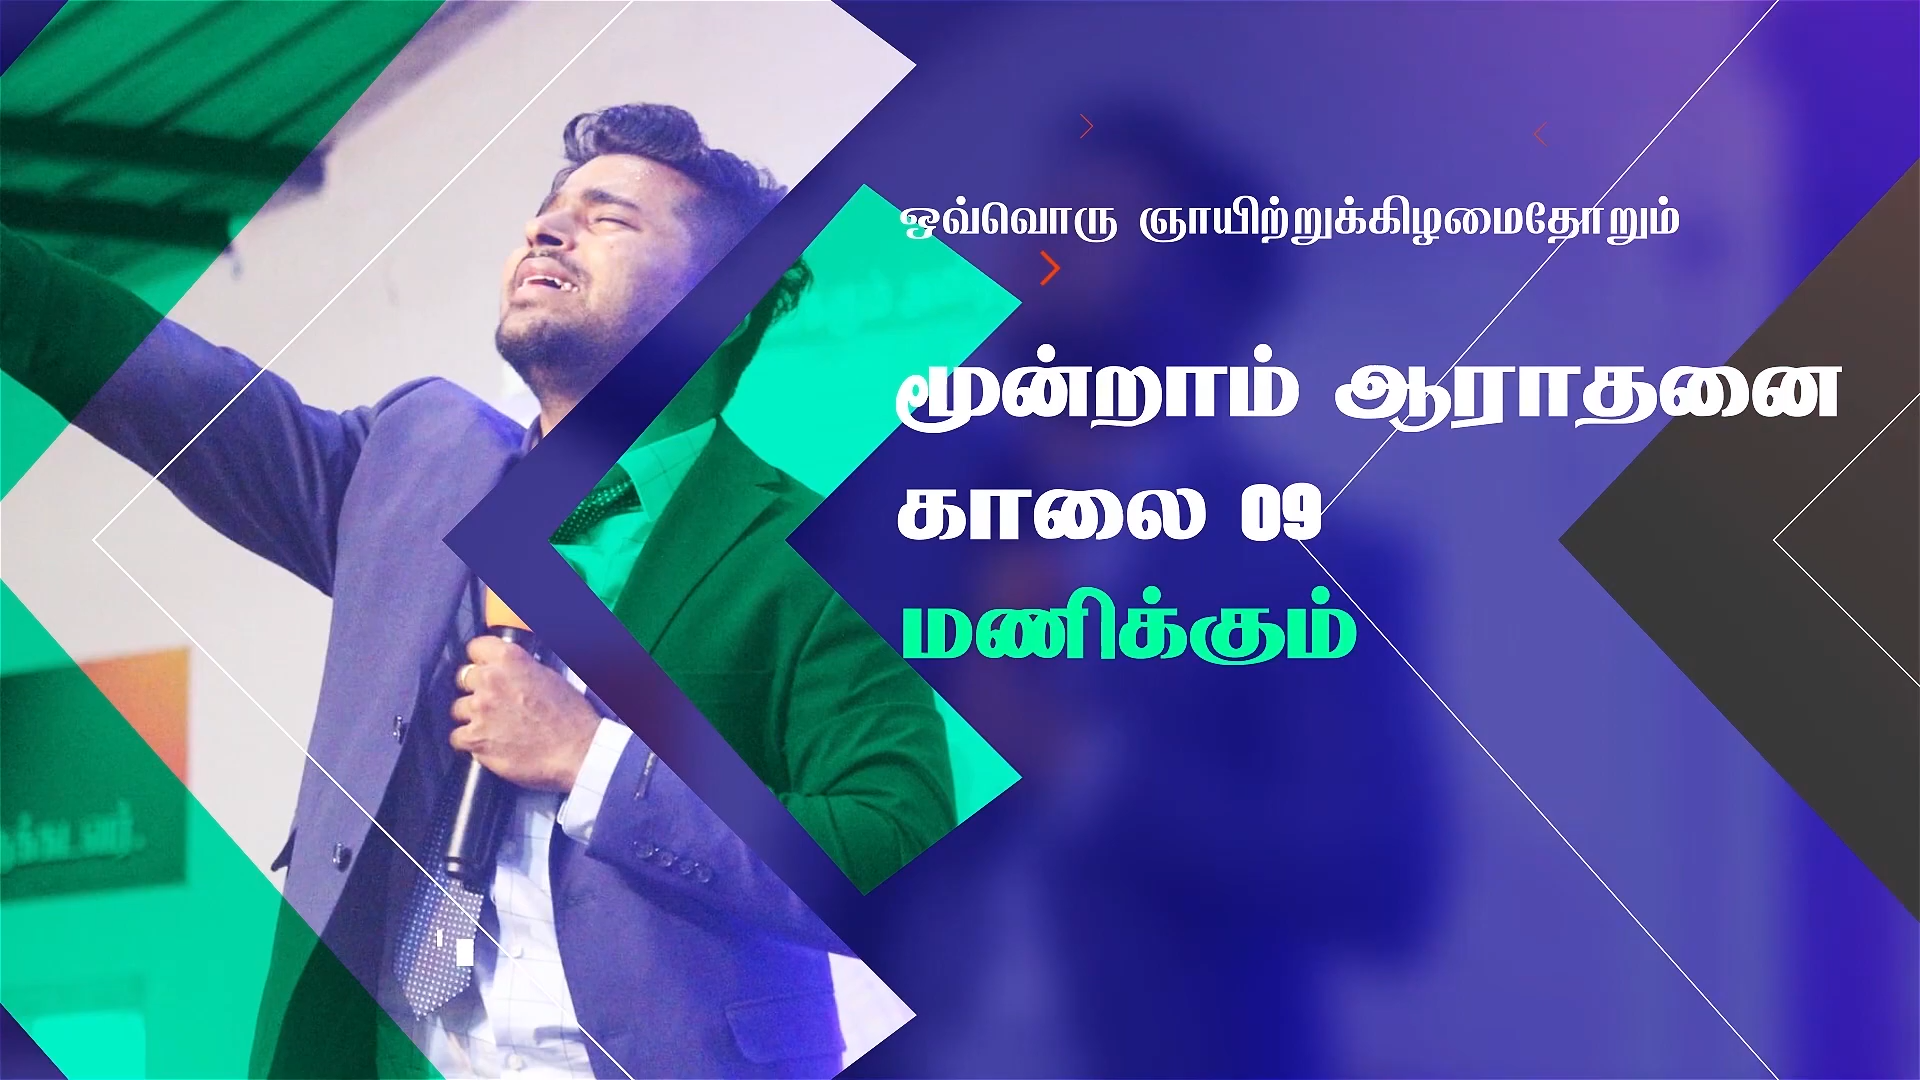 ஒவ்வொரு ஞாயிற்றுக்கிழமைதோறும்
மூன்றாம் ஆராதனை
காலை 09
மணிக்கும்